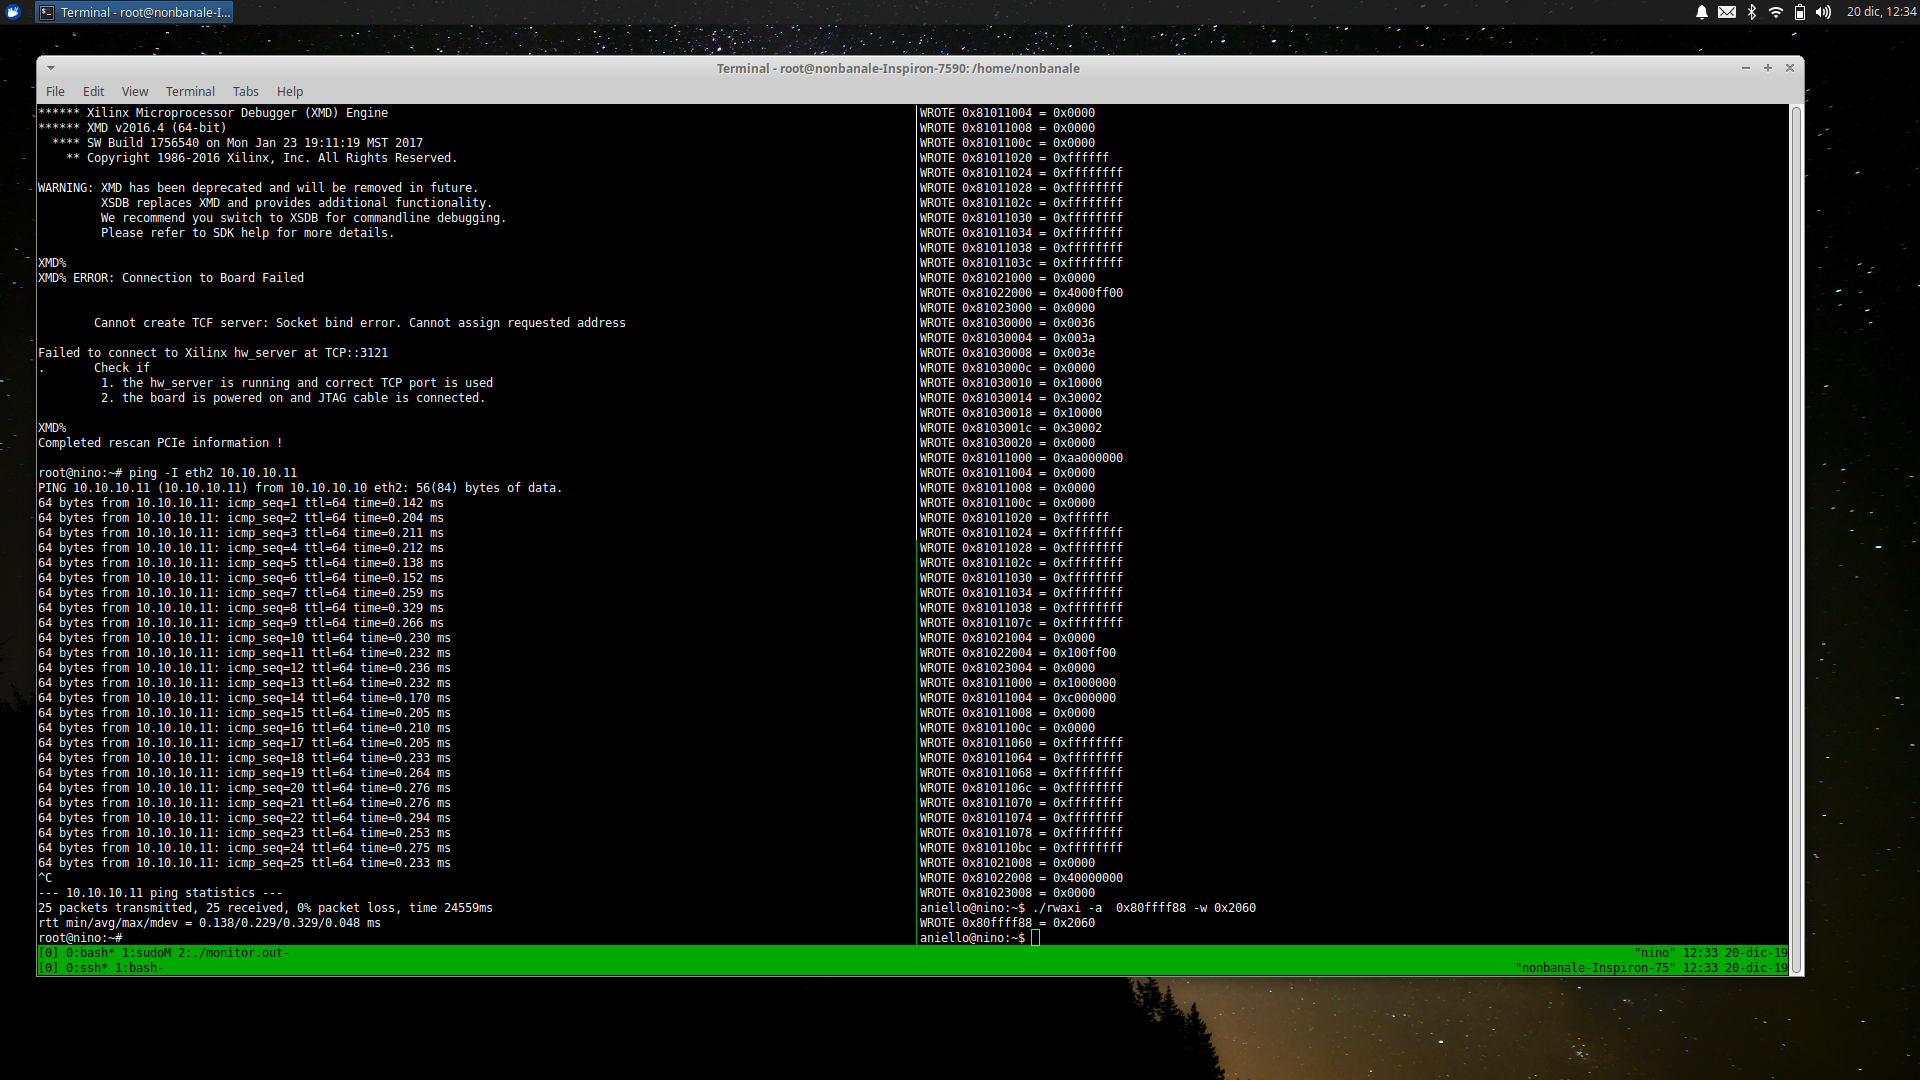 Terminal - root@nonbanale-I...
20 dic, 12:34
Terminal - root@nonbanale-Inspiron-7590: /home/nonbanale
File Edit View Terminal Tabs Help
****** Xilinx Microprocessor Debugger (XMD) Engine
****** XMD v2016.4 (64-bit)
**** SW Build 1756540 on Mon Jan 23 19:11:19 MST 2017
** Copyright 1986-2016 Xilinx, Inc. All Rights Reserved.
WARNING: XMD has been deprecated and will be removed in future.
XSDB replaces XMD and provides additional functionality.
We recommend you switch to XSDB for commandline debugging.
Please refer to SDK help for more details.
XMD%
XMD% ERROR: Connection to Board Failed
Cannot create TCF server: Socket bind error. Cannot assign requested address
Failed to connect to Xilinx hw_server at TCP::3121
. Check if
1. the hw_server is running and correct TCP port is used
2. the board is powered on and JTAG cable is connected.
XMD%
Completed rescan PCIe information !
root@nino:~# ping -I eth2 10.10.10.11
PING 10.10.10.11 (10.10.10.11) from 10.10.10.10 eth2: 56(84) bytes of data.
64 bytes from 10.10.10.11: icmp_seq=1 ttl=64 time=0.142 ms
64 bytes from 10.10.10.11: icmp_seq=2 ttl=64 time=0.204 ms
64 bytes from 10.10.10.11: icmp_seq=3 ttl=64 time=0.211 ms
64 bytes from 10.10.10.11: icmp_seq=4 ttl=64 time=0.212 ms
64 bytes from 10.10.10.11: icmp_seq=5 ttl=64 time=0.138 ms
64 bytes from 10.10.10.11: icmp_seq=6 ttl=64 time=0.152 ms
64 bytes from 10.10.10.11: icmp_seq=7 ttl=64 time=0.259 ms
64 bytes from 10.10.10.11: icmp_seq=8 ttl=64 time=0.329 ms
64 bytes from 10.10.10.11: icmp_seq=9 ttl=64 time=0.266 ms
64 bytes from 10.10.10.11: icmp_seq=10 ttl=64 time=0.230 ms
64 bytes from 10.10.10.11: icmp_seq=11 ttl=64 time=0.232 ms
64 bytes from 10.10.10.11: icmp_seq=12 ttl=64 time=0.236 ms
64 bytes from 10.10.10.11: icmp_seq=13 ttl=64 time=0.232 ms
64 bytes from 10.10.10.11: icmp_seq=14 ttl=64 time=0.170 ms
64 bytes from 10.10.10.11: icmp_seq=15 ttl=64 time=0.205 ms
64 bytes from 10.10.10.11: icmp_seq=16 ttl=64 time=0.210 ms
64 bytes from 10.10.10.11: icmp_seq=17 ttl=64 time=0.205 ms
64 bytes from 10.10.10.11: icmp_seq=18 ttl=64 time=0.233 ms
64 bytes from 10.10.10.11: icmp_seq=19 ttl=64 time=0.264 ms
64 bytes from 10.10.10.11: icmp_seq=20 ttl=64 time=0.276 ms
64 bytes from 10.10.10.11: icmp_seq=21 ttl=64 time=0.276 ms
64 bytes from 10.10.10.11: icmp_seq=22 ttl=64 time=0.294 ms
64 bytes from 10.10.10.11: icmp_seq=23 ttl=64 time=0.253 ms
64 bytes from 10.10.10.11: icmp_seq=24 ttl=64 time=0.275 ms
64 bytes from 10.10.10.11: icmp_seq=25 ttl=64 time=0.233 ms
^C
--- 10.10.10.11 ping statistics ---
25 packets transmitted, 25 received, 0% packet loss, time 24559ms
rtt min/avg/max/mdev = 0.138/0.229/0.329/0.048 ms
root@nino:~#
WROTE 0x81011004 = 0x0000
WROTE 0x81011008 = 0x0000
WROTE 0x8101100c = 0x0000
WROTE 0x81011020 = 0xffffff
WROTE 0x81011024 = 0xffffffff
WROTE 0x81011028 = 0xffffffff
WROTE 0x8101102c = 0xffffffff
WROTE 0x81011030 = 0xffffffff
WROTE 0x81011034 = 0xffffffff
WROTE 0x81011038 = 0xffffffff
WROTE 0x8101103c = 0xffffffff
WROTE 0x81021000 = 0x0000
WROTE 0x81022000 = 0x4000ff00
WROTE 0x81023000 = 0x0000
WROTE 0x81030000 = 0x0036
WROTE 0x81030004 = 0x003a
WROTE 0x81030008 = 0x003e
WROTE 0x8103000c = 0x0000
WROTE 0x81030010 = 0x10000
WROTE 0x81030014 = 0x30002
WROTE 0x81030018 = 0x10000
WROTE 0x8103001c = 0x30002
WROTE 0x81030020 = 0x0000
WROTE 0x81011000 = 0xaa000000
WROTE 0x81011004 = 0x0000
WROTE 0x81011008 = 0x0000
WROTE 0x8101100c = 0x0000
WROTE 0x81011020 = 0xffffff
WROTE 0x81011024 = 0xffffffff
WROTE 0x81011028 = 0xffffffff
WROTE 0x8101102c = 0xffffffff
WROTE 0x81011030 = 0xffffffff
WROTE 0x81011034 = 0xffffffff
WROTE 0x81011038 = 0xffffffff
WROTE 0x8101107c = 0xffffffff
WROTE 0x81021004 = 0x0000
WROTE 0x81022004 = 0x100ff00
WROTE 0x81023004 = 0x0000
WROTE 0x81011000 = 0x1000000
WROTE 0x81011004 = 0xc000000
WROTE 0x81011008 = 0x0000
WROTE 0x8101100c = 0x0000
WROTE 0x81011060 = 0xffffffff
WROTE 0x81011064 = 0xffffffff
WROTE 0x81011068 = 0xffffffff
WROTE 0x8101106c = 0xffffffff
WROTE 0x81011070 = 0xffffffff
WROTE 0x81011074 = 0xffffffff
WROTE 0x81011078 = 0xffffffff
WROTE 0x810110bc = 0xffffffff
WROTE 0x81021008 = 0x0000
WROTE 0x81022008 = 0x40000000
WROTE 0x81023008 = 0x0000
aniello@nino:~$ ./rwaxi -a  0x80ffff88 -w 0x2060
WROTE 0x80ffff88 = 0x2060
aniello@nino:~$
[0] 0:bash* 1:sudoM 2:./monitor.out- "nino" 12:33 20-dic-19
[0] 0:ssh* 1:bash- "nonbanale-Inspiron-75" 12:33 20-dic-19